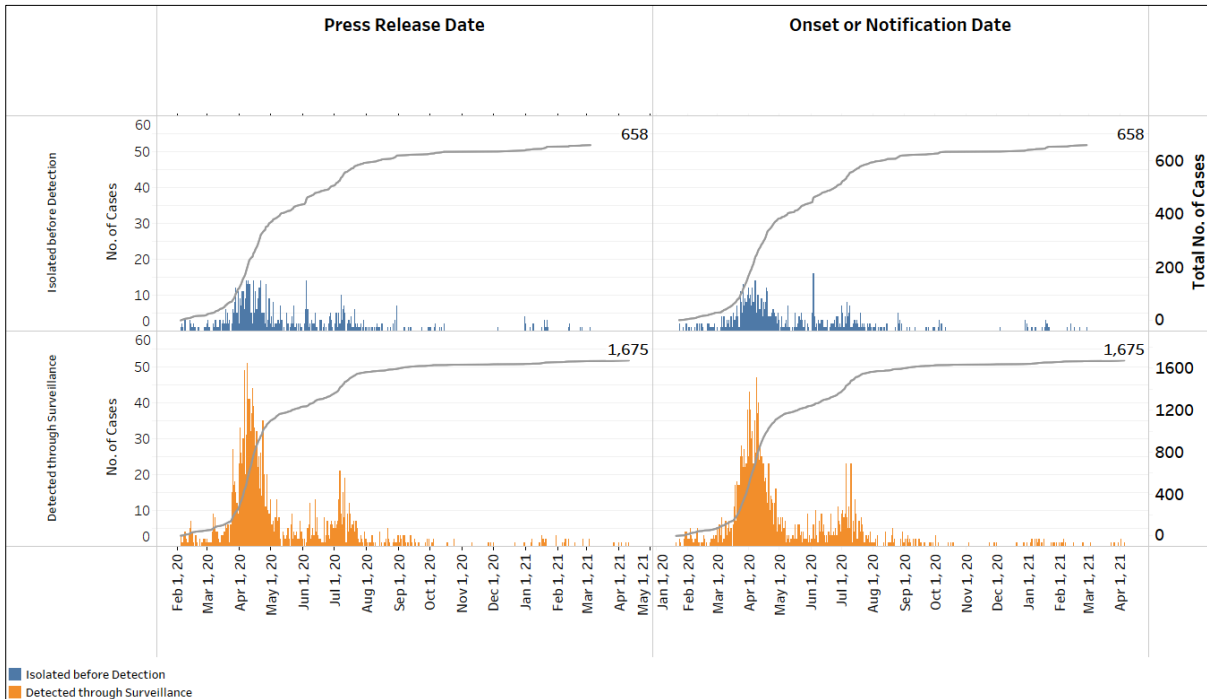 Press Release Date
Onset or Notification Date
Isolated before Detection
No. of Cases
60
50
40
30
20
10
0
658
658
600
400
200
0
Total No. of Cases
Detected through Surveillance
No. of Cases
60
50
40
30
20
10
0
1,675
1,675
1600
1200
800
400
0
Feb 1, 20
Mar 1, 20
Apr 1, 20
May 1, 20
Jun 1, 20
Jul 1, 20
Aug 1, 20
Sep 1, 20
Oct 1, 20
Nov 1, 20
Dec 1, 20
Jan 1, 21
Feb 1, 21
Mar 1, 21
Apr 1, 21
May 1, 21
Jan 1, 20
Feb 1, 20
Mar 1, 20
Apr 1, 20
May 1, 20
Jun 1, 20
Jul 1, 20
Aug 1, 20
Sep 1, 20
Oct 1, 20
Nov 1, 20
Dec 1, 20
Jan 1, 21
Feb 1, 21
Mar 1, 21
Apr 1, 21
Isolated before Detection
Detected through Surveillance